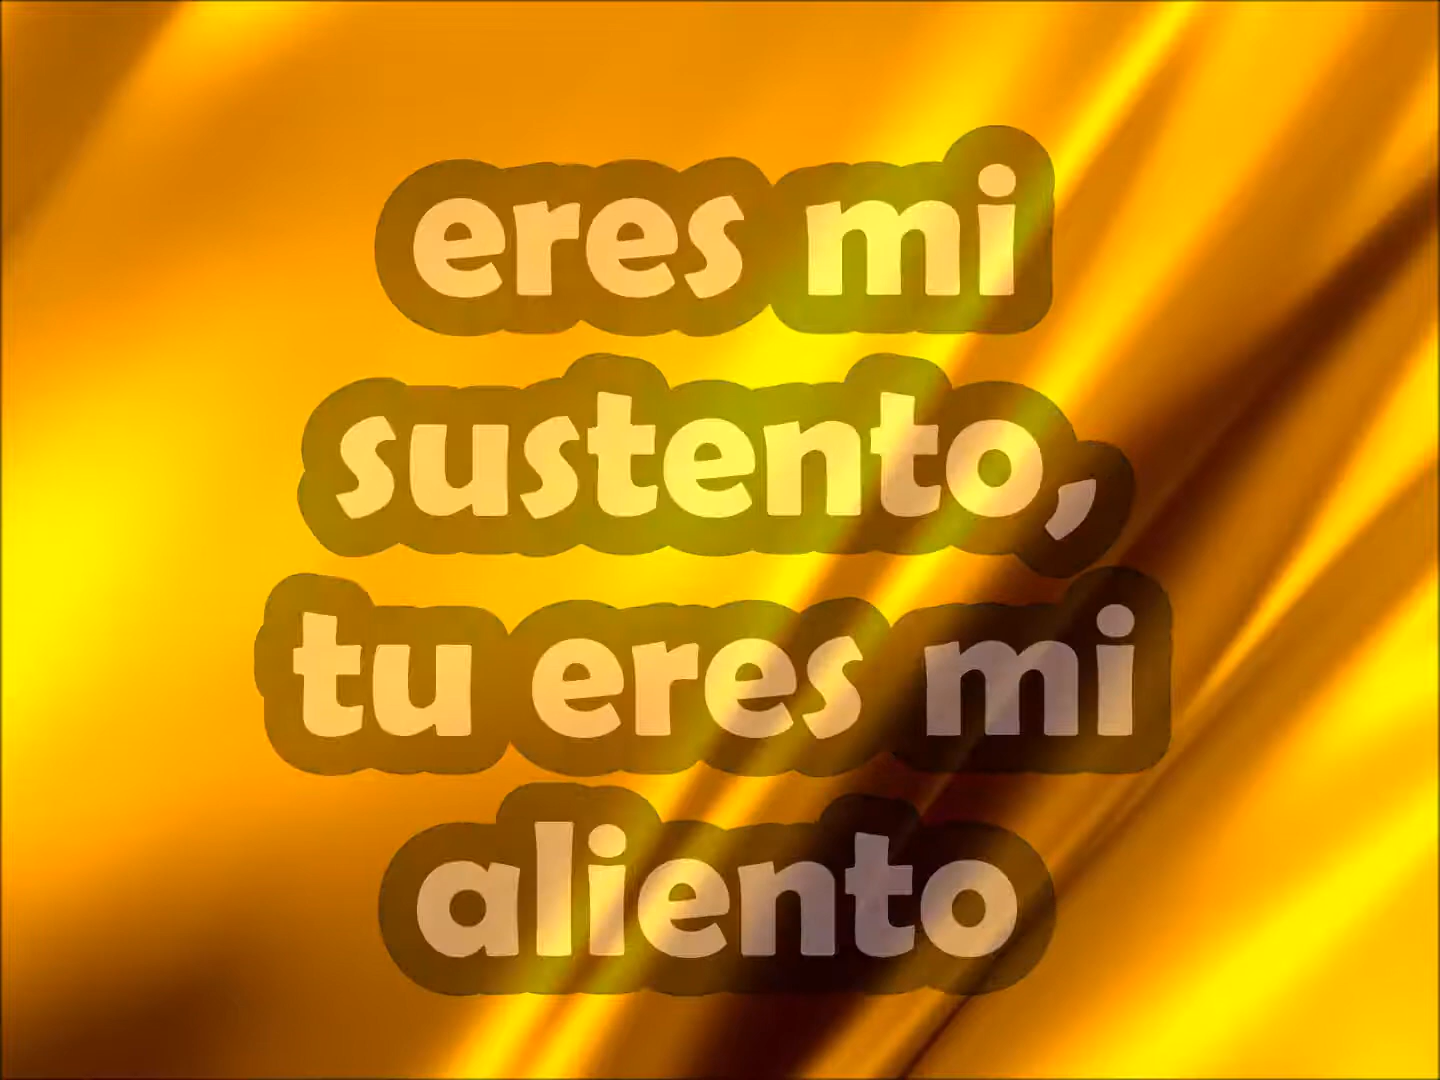 eres mi
sustento,
tu eres mi
aliento